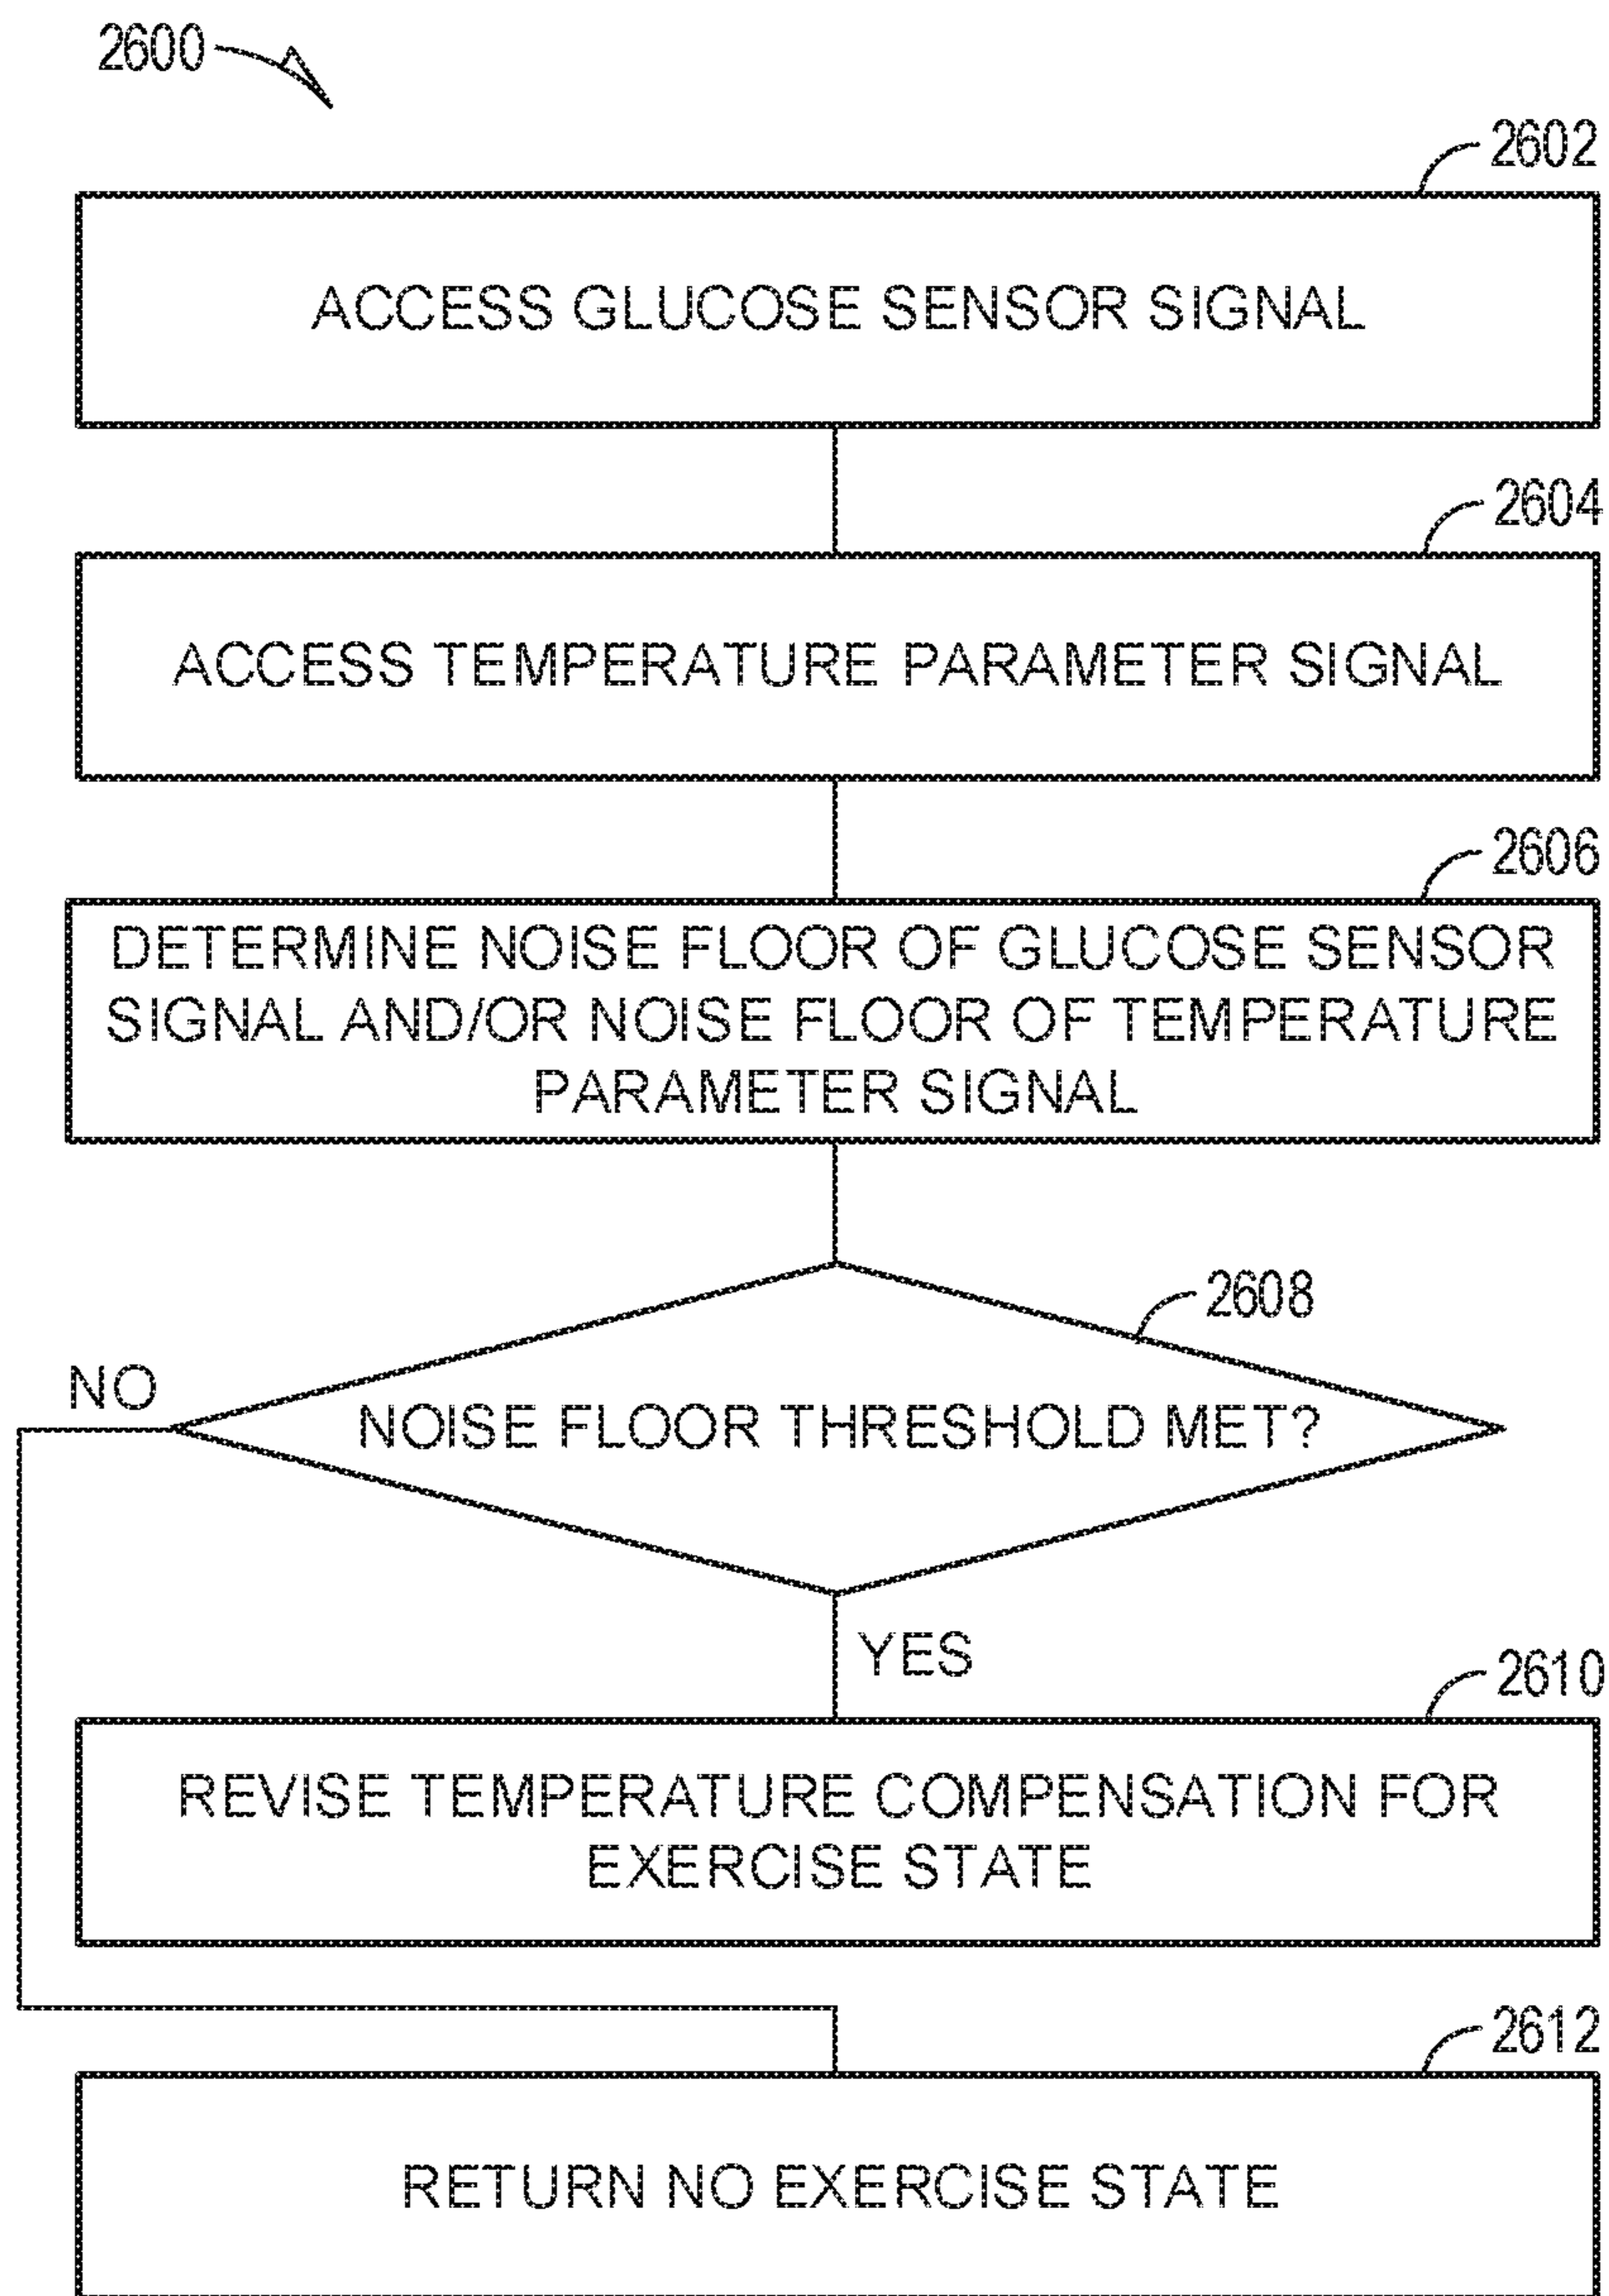 2600
2602
ACCESS GLUCOSE SENSOR SIGNAL
2604
ACCESS TEMPERATURE PARAMETER SIGNAL
2606
DETERMINE NOISE FLOOR OF GLUCOSE SENSOR
SIGNAL AND/OR NOISE FLOOR OF TEMPERATURE
PARAMETER SIGNAL
2608
NO
NOISE FLOOR THRESHOLD MET?
YES
2610
REVISE TEMPERATURE COMPENSATION FOR
EXERCISE STATE
2612
RETURN NO EXERCISE STATE